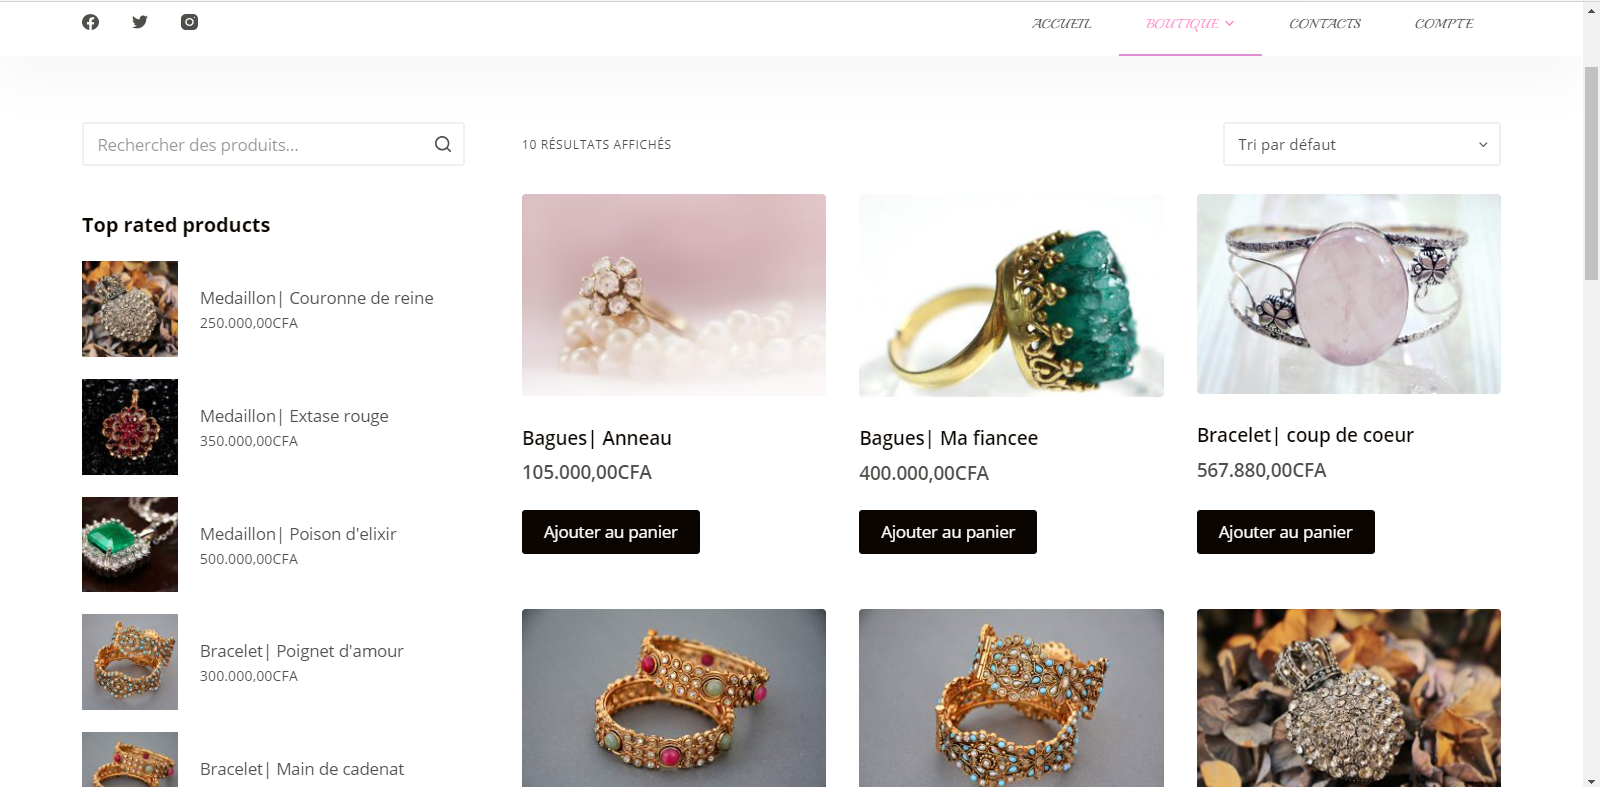 ACCUEIL
BOUTIQUE
CONTACTS
COMPTE
Rechercher des produits...
10 RÉSULTATS AFFICHÉS
Tri par défaut
Top rated products
Medaillon| Couronne de reine
250.000,00CFA
Medaillon| Extase rouge
350.000,00CFA
Medaillon| Poison d'elixir
500.000,00CFA
Bracelet| Poignet d'amour
300.000,00CFA
Bracelet| Main de cadenat
Bagues| Anneau
105.000,00CFA
Ajouter au panier
Bagues| Ma fiancee
400.000,00CFA
Ajouter au panier
Bracelet| coup de coeur
567.880,00CFA
Ajouter au panier